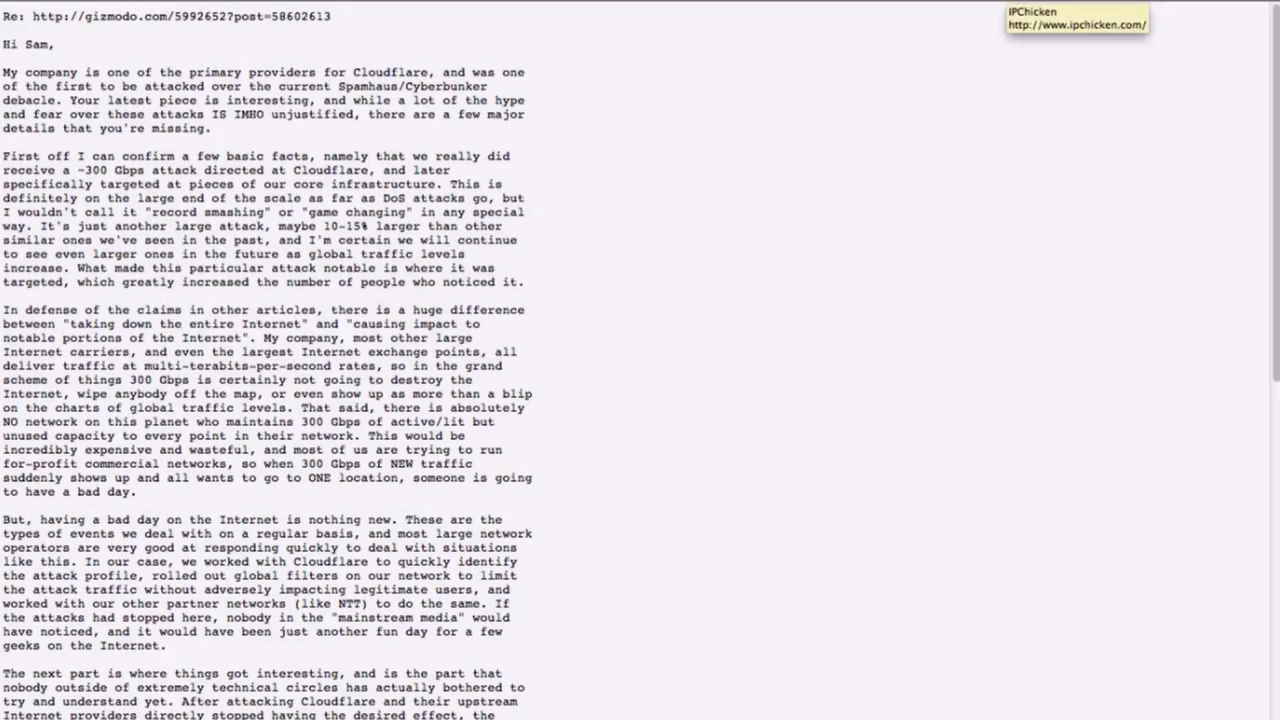 Re: http://gizmodo.com/5992652?post=58602613
IPChicken
http://www.ipchicken.com/
Hi Sam,
My company is one of the primary providers for Cloudflare, and was one
of the first to be attacked over the current Spamhaus/Cyberbunker
debacle. Your latest piece is interesting, and while a lot of the hype
and fear over these attacks IS IMHO unjustified, there are a few major
details that you're missing.
First off I can confirm a few basic facts, namely that we really did
receive a ~300 Gbps attack directed at Cloudflare, and later
specifically targeted at pieces of our core infrastructure. This is
definitely on the large end of the scale as far as DoS attacks go, but
I wouldn't call it "record smashing" or "game changing" in any special
way. It's just another large attack, maybe 10-15% larger than other
similar ones we've seen in the past, and I'm certain we will continue
to see even larger ones in the future as global traffic levels
increase. What made this particular attack notable is where it was
targeted, which greatly increased the number of people who noticed it.
In defense of the claims in other articles, there is a huge difference
between "taking down the entire Internet" and "causing impact to
notable portions of the Internet". My company, most other large
Internet carriers, and even the largest Internet exchange points, all
deliver traffic at multi-terabits-per-second rates, so in the grand
scheme of things 300 Gbps is certainly not going to destroy the
Internet, wipe anybody off the map, or even show up as more than a blip
on the charts of global traffic levels. That said, there is absolutely
NO network on this planet who maintains 300 Gbps of active/lit but
unused capacity to every point in their network. This would be
incredibly expensive and wasteful, and most of us are trying to run
for-profit commercial networks, so when 300 Gbps of NEW traffic
suddenly shows up and all wants to go to ONE location, someone is going
to have a bad day.
But, having a bad day on the Internet is nothing new. These are the
types of events we deal with on a regular basis, and most large network
operators are very good at responding quickly to deal with situations
like this. In our case, we worked with Cloudflare to quickly identify
the attack profile, rolled out global filters on our network to limit
the attack traffic without adversely impacting legitimate users, and
worked with our other partner networks (like NTT) to do the same. If
the attacks had stopped here, nobody in the "mainstream media" would
have noticed, and it would have been just another fun day for a few
geeks on the Internet.
The next part is where things got interesting, and is the part that
nobody outside of extremely technical circles has actually bothered to
try and understand yet. After attacking Cloudflare and their upstream
Internet providers directly stopped having the desired effect, the